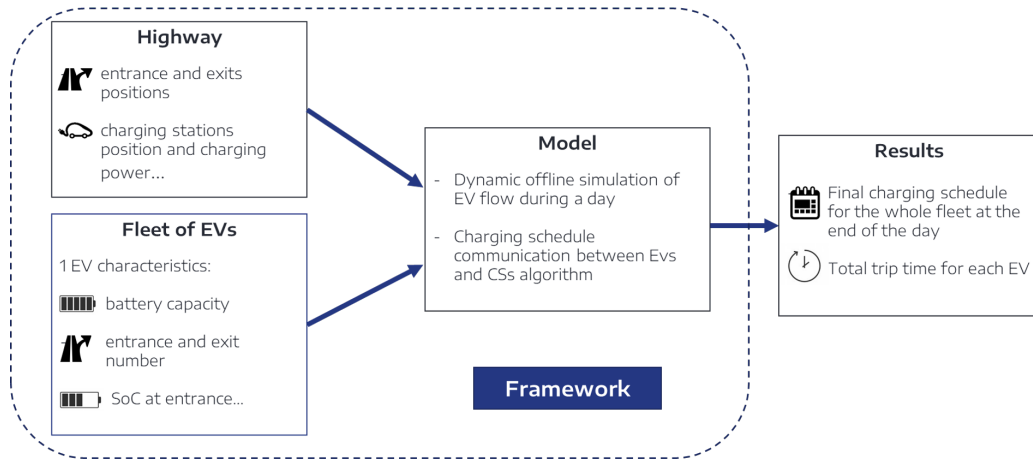 Highway
entrance and exits
positions
charging stations
position and charging
power...
Fleet of EVs
1 EV characteristics:
battery capacity
entrance and exit
number
SoC at entrance...
Model
- Dynamic offline simulation of
EV flow during a day
- Charging schedule
communication between Evs
and CSs algorithm
Framework
Results
Final charging schedule
for the whole fleet at the
end of the day
Total trip time for each EV